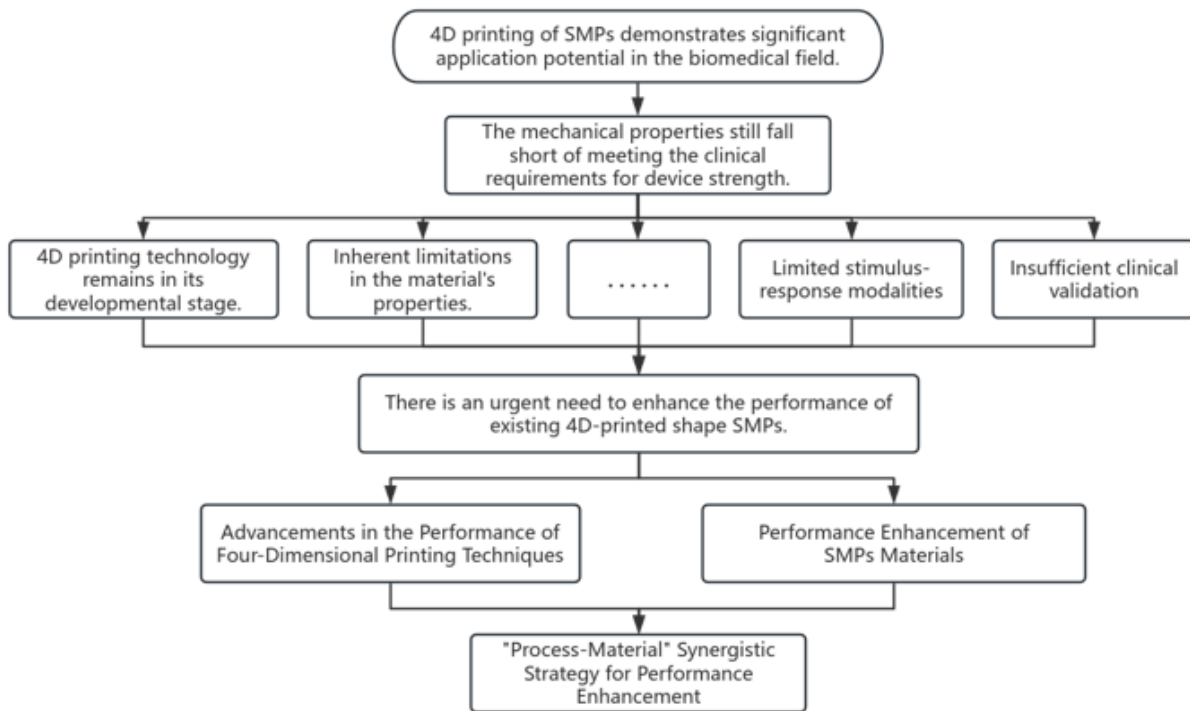 4D printing of SMPs demonstrates significant
application potential in the biomedical field.
The mechanical properties still fall
short of meeting the clinical
requirements for device strength.
4D printing technology
remains in its
developmental stage.
Inherent limitations
in the material's
properties.
......
Limited stimulus-
response modalities
Insufficient clinical
validation
There is an urgent need to enhance the performance of
existing 4D-printed shape SMPs.
Advancements in the Performance of
Four-Dimensional Printing Techniques
Performance Enhancement of
SMPs Materials
"Process-Material" Synergistic
Strategy for Performance
Enhancement